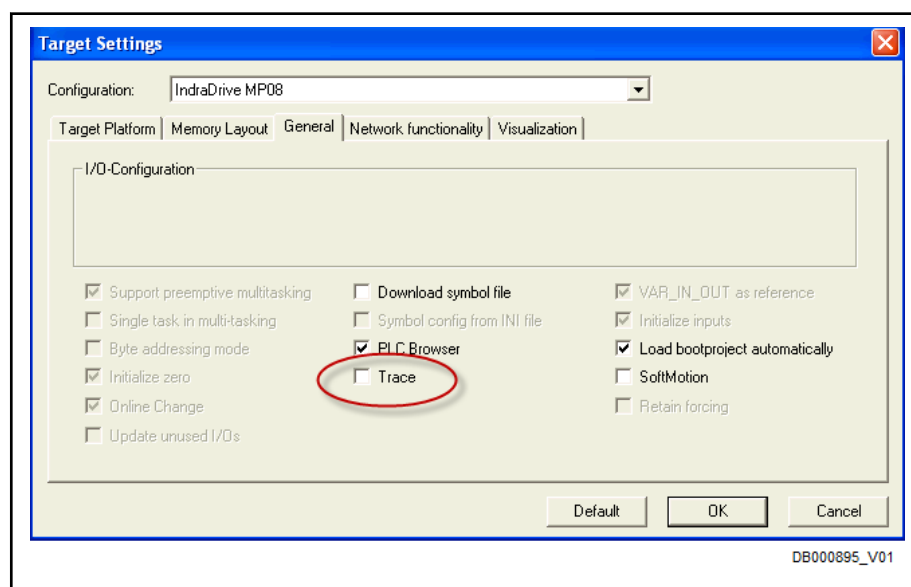 Target Settings
Configuration: IndraDrive MP08
Target Platform Memory Layout General Network functionality Visualization
I/O-Configuration
Support preemptive multitasking Download symbol file VAR_IN_OUT as reference
Single task in multi-tasking Symbol config from INI file Initialize inputs
Byte addressing mode PLC Browser Load bootproject automatically
Initialize zero Trace SoftMotion
Online Change Retain forcing
Update unused I/Os
Default OK Cancel
DB000895_V01